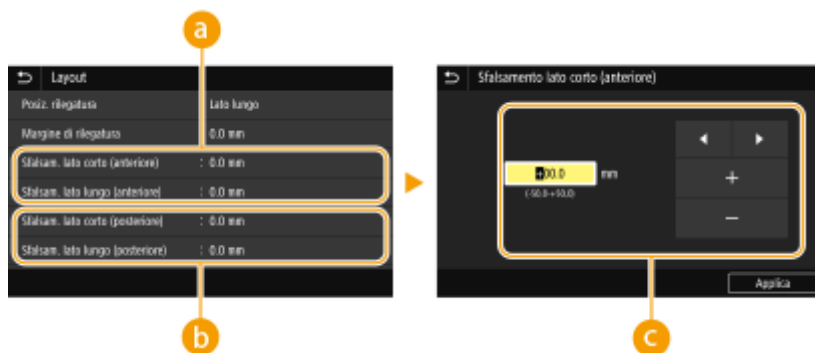 a
Layout
Posiz. rilegatura Lato lungo
Margine di rilegatura 0.0 mm
Sfalsam. lato corto (anteriore) : 0.0 mm
Sfalsam. lato lungo (anteriore) : 0.0 mm
Sfalsam. lato corto (posteriore) : 0.0 mm
Sfalsam. lato lungo (posteriore) : 0.0 mm
b
Sfalsamento lato corto (anteriore)
+00.0 mm
(-50.0~+50.0)
+
-
Applica
c